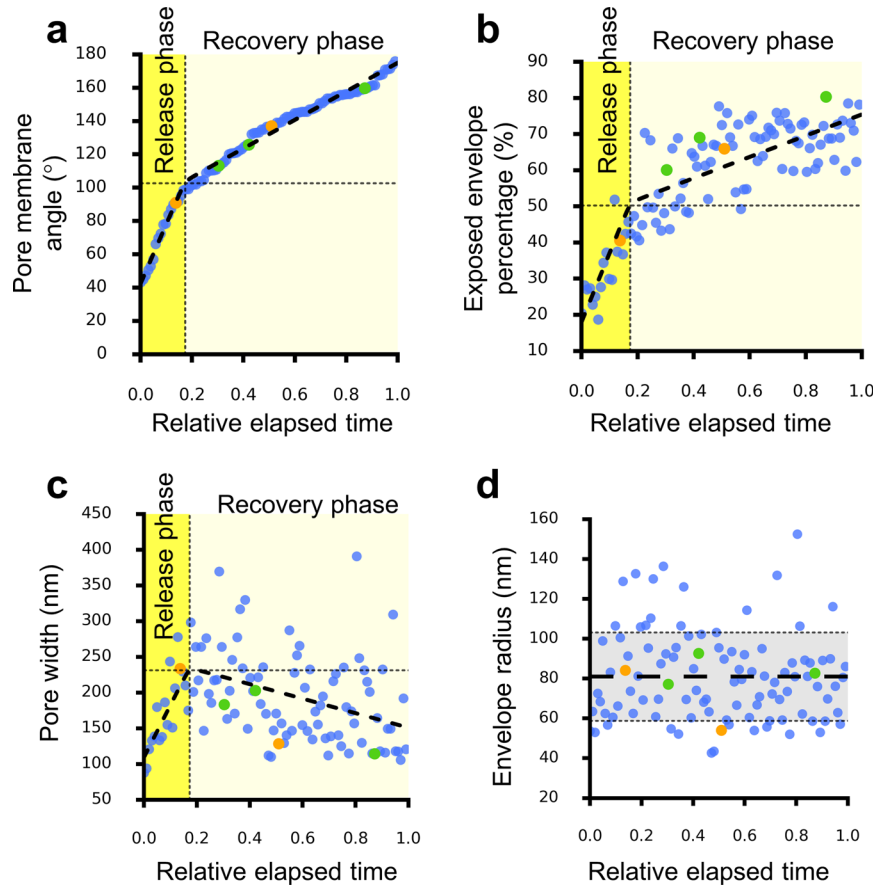 a
Release phase
Recovery phase
Pore membrane
angle (°)
180
160
140
120
100
80
60
40
20
0
0.0 0.2 0.4 0.6 0.8 1.0
Relative elapsed time
b
Release phase
Recovery phase
Exposed envelope
percentage (%)
90
80
70
60
50
40
30
20
10
0.0 0.2 0.4 0.6 0.8 1.0
Relative elapsed time
c
Release phase
Recovery phase
Pore width (nm)
450
400
350
300
250
200
150
100
50
0.0 0.2 0.4 0.6 0.8 1.0
Relative elapsed time
d
Envelope radius (nm)
160
140
120
100
80
60
40
20
0.0 0.2 0.4 0.6 0.8 1.0
Relative elapsed time